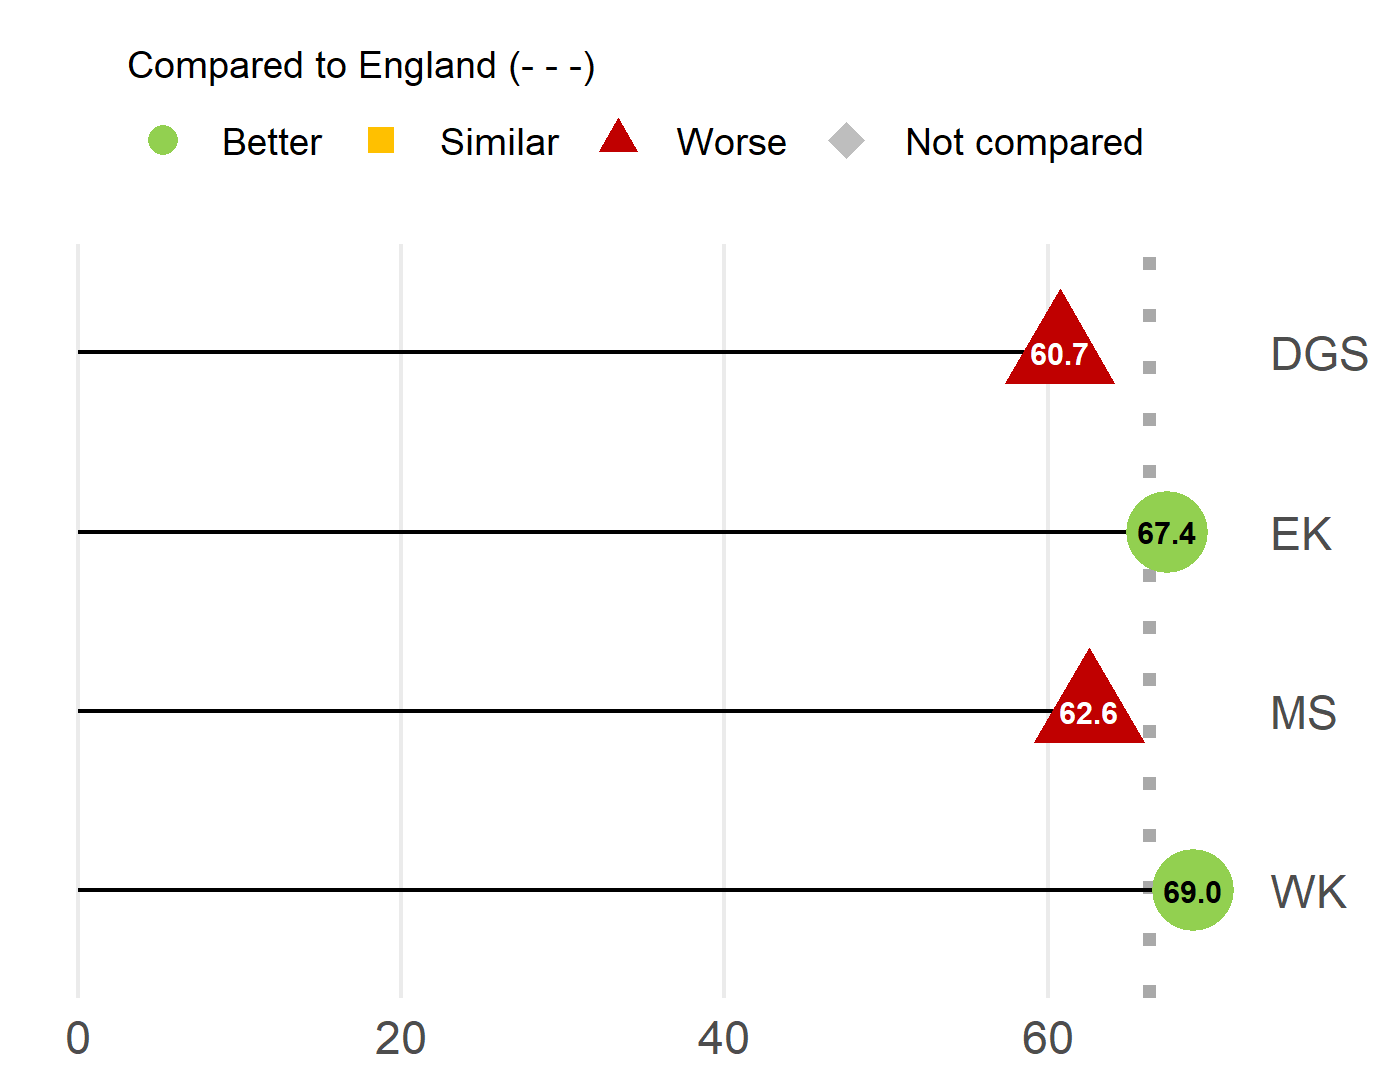 Compared to England (- - -)
Better Similar Worse Not compared
60.7 DGS
67.4 EK
62.6 MS
69.0 WK
0 20 40 60